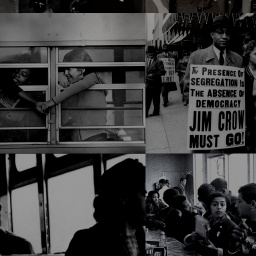 The PRESENCE OF
SEGREGATION IS
THE ABSENCE OF
DEMOCRACY
JIM CROW
MUST GO!